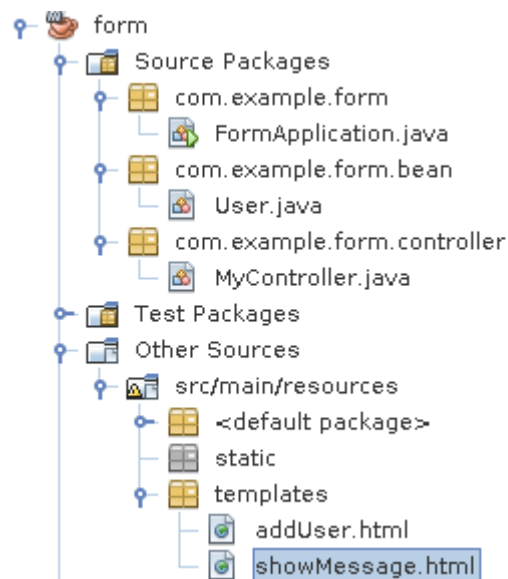 form
Source Packages
com.example.form
FormApplication.java
com.example.form.bean
User.java
com.example.form.controller
MyController.java
Test Packages
Other Sources
src/main/resources
<default package>
static
templates
addUser.html
showMessage.html